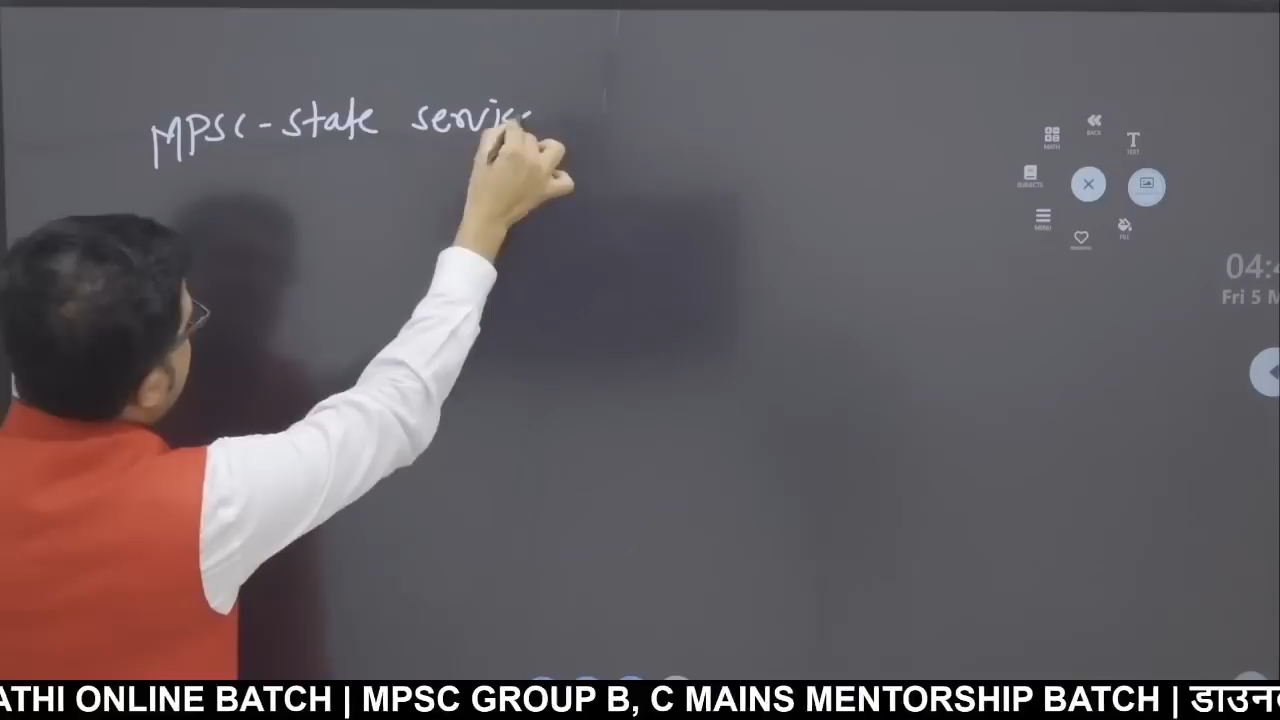 MPSC - state servic
MATH
BACK
TEXT
SUBJECTS
MENU
FILL
04:4
Fri 5 M
ATHI ONLINE BATCH | MPSC GROUP B, C MAINS MENTORSHIP BATCH | डाउन